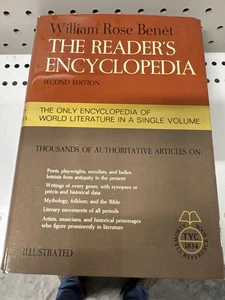 William Rose Benét
THE READER'S
ENCYCLOPEDIA
SECOND EDITION
THE ONLY ENCYCLOPEDIA OF
WORLD LITERATURE IN A SINGLE VOLUME
THOUSANDS OF AUTHORITATIVE ARTICLES ON:
Poets, playwrights, novelists, and belles-
lettrists from antiquity to the present
Writings of every genre, with synopses or
précis and historical data
Mythology, folklore, and the Bible
Literary movements of all periods
Artists, musicians, and historical personages
who figure prominently in literature
ILLUSTRATED
TYC
1834